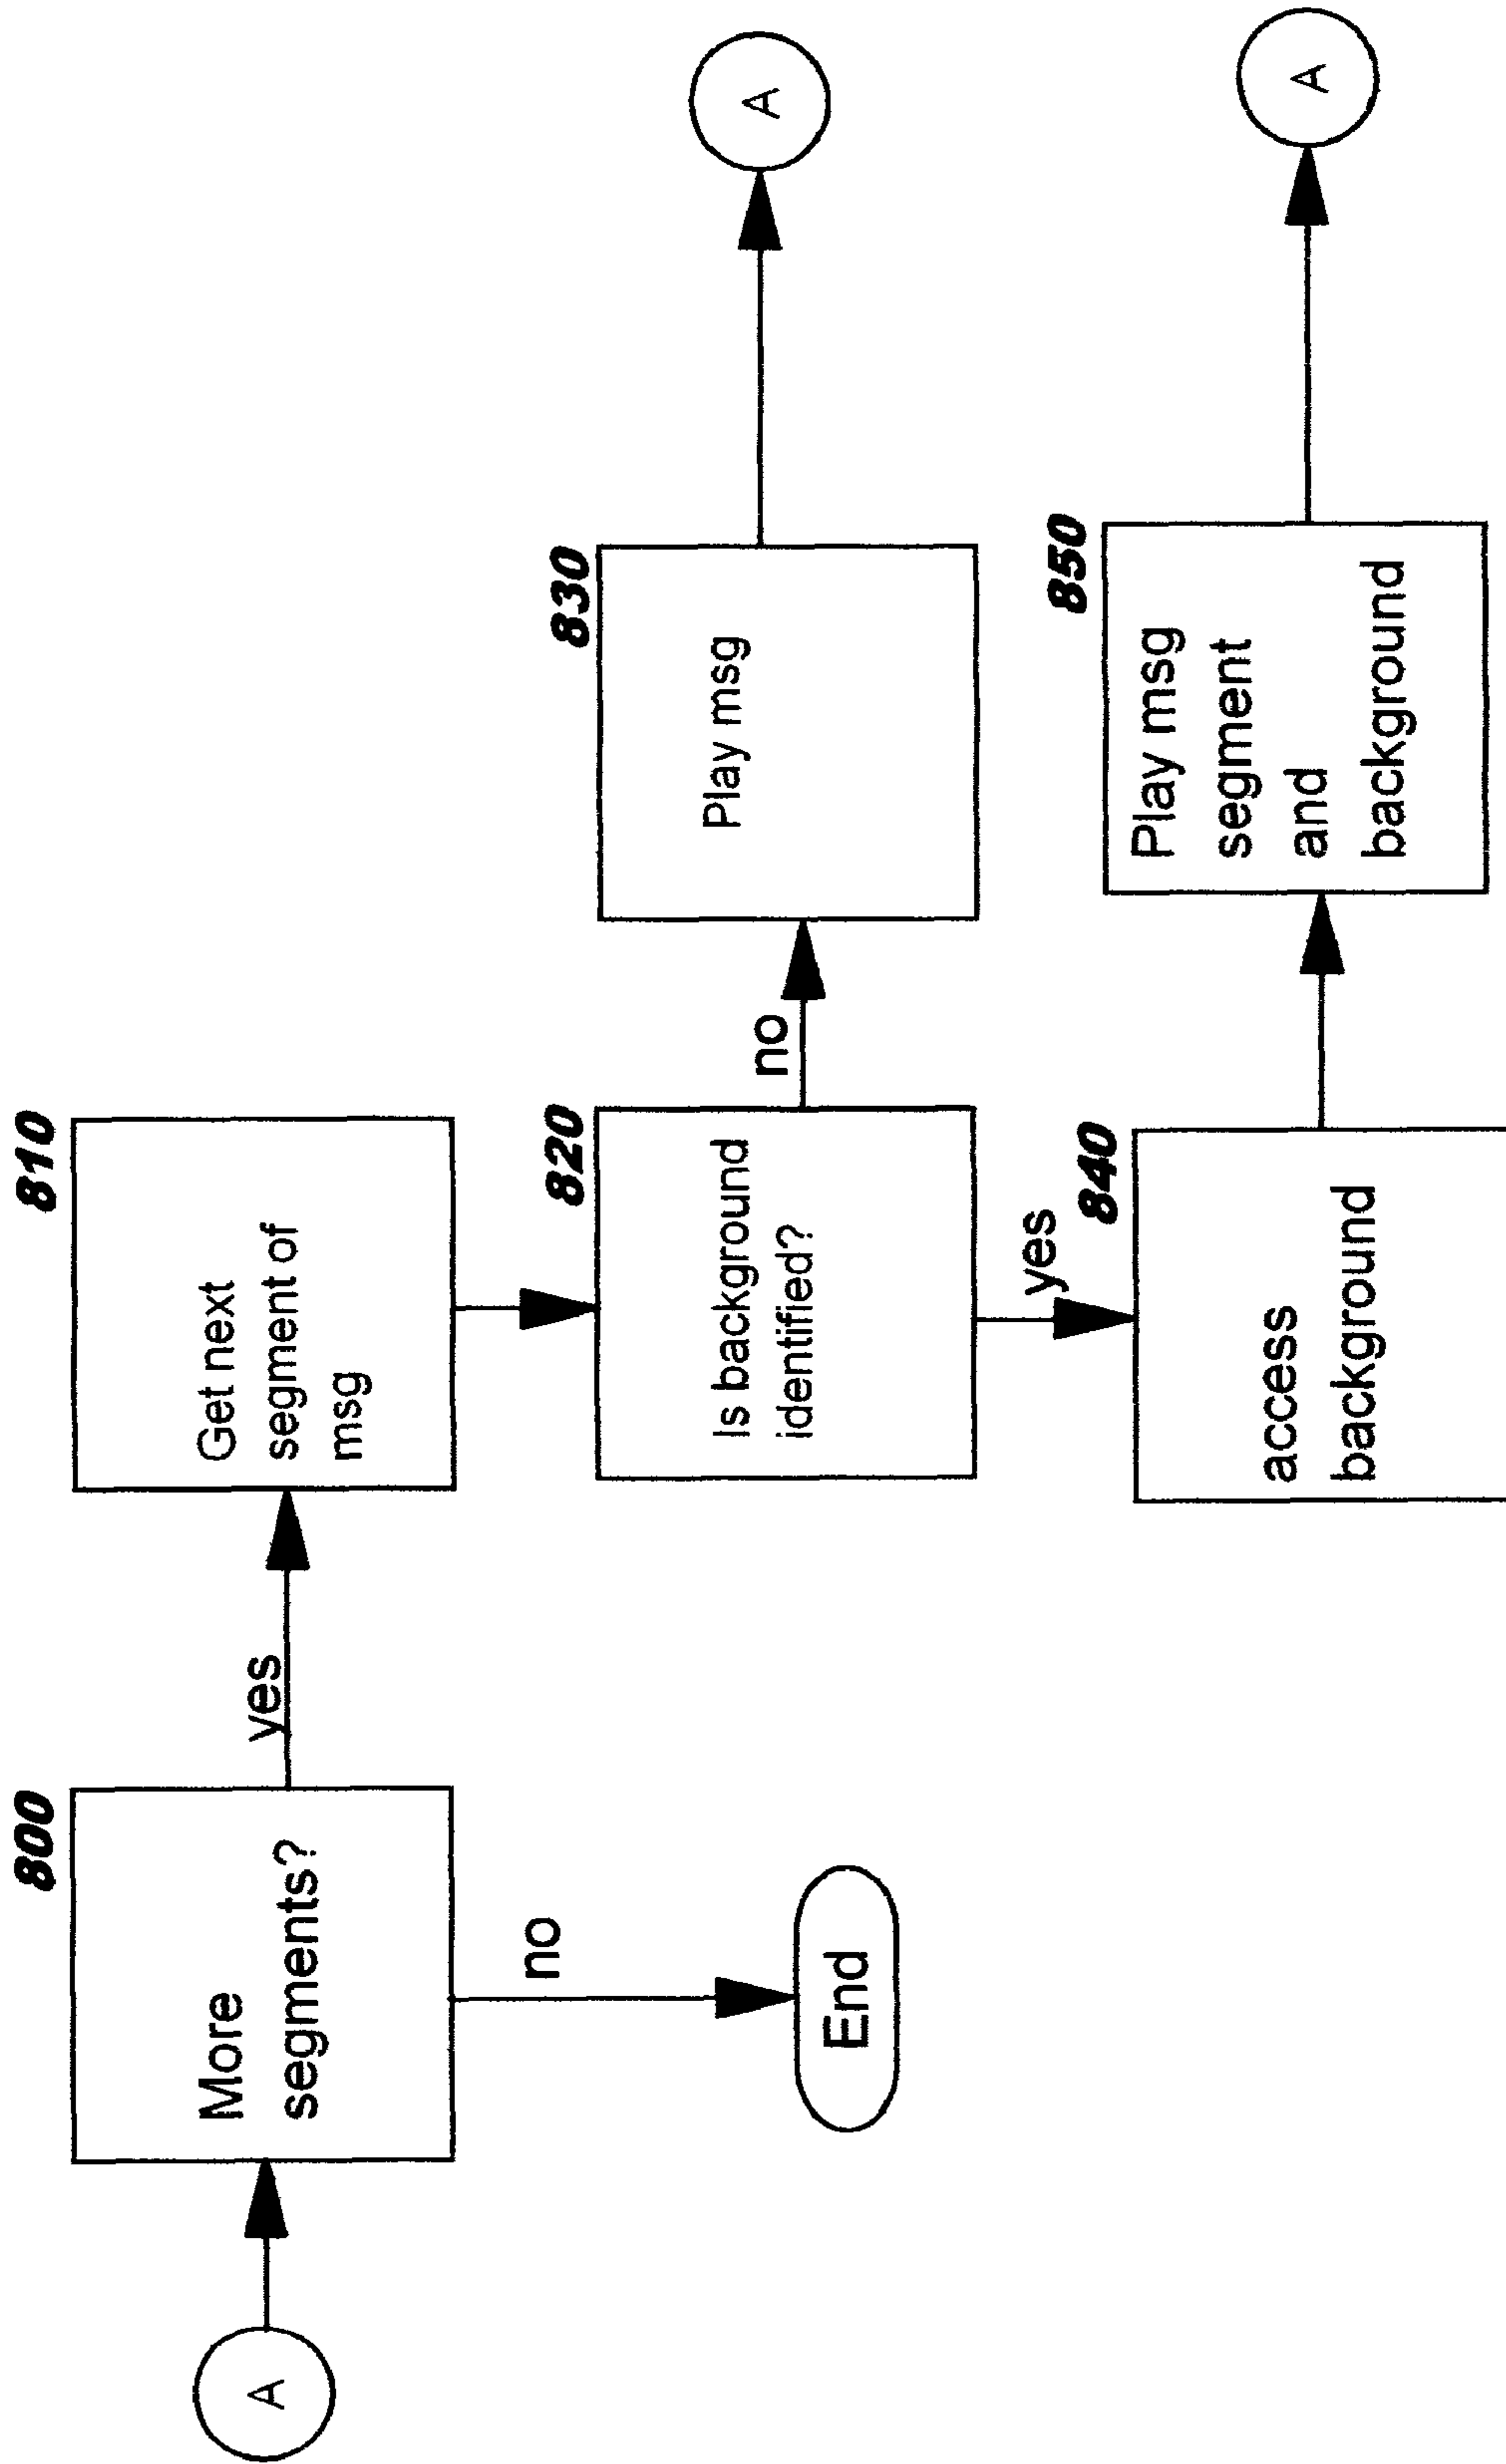 A
800
More
segments?
yes
810
Get next
segment of
msg
no
End
820
Is background
identified?
no
830
Play msg
A
yes
840
access
background
850
Play msg
segment
and
background
A